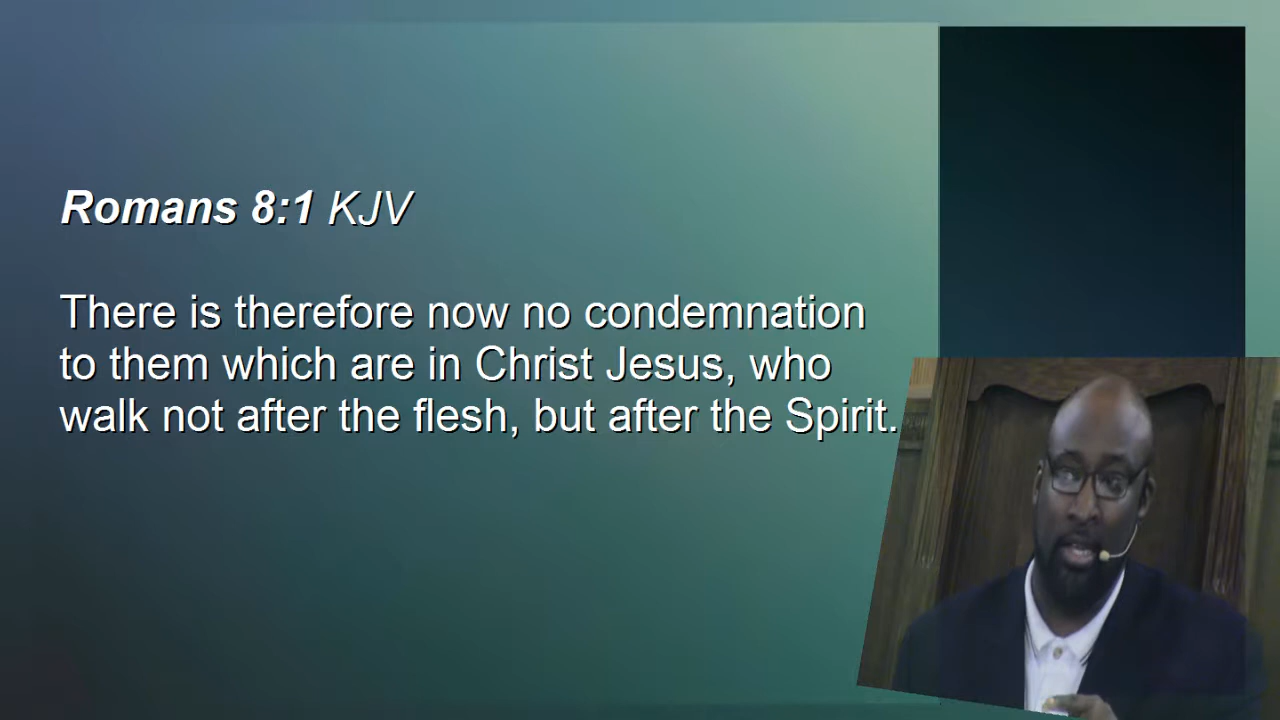 Romans 8:1 KJV
There is therefore now no condemnation
to them which are in Christ Jesus, who
walk not after the flesh, but after the Spirit.